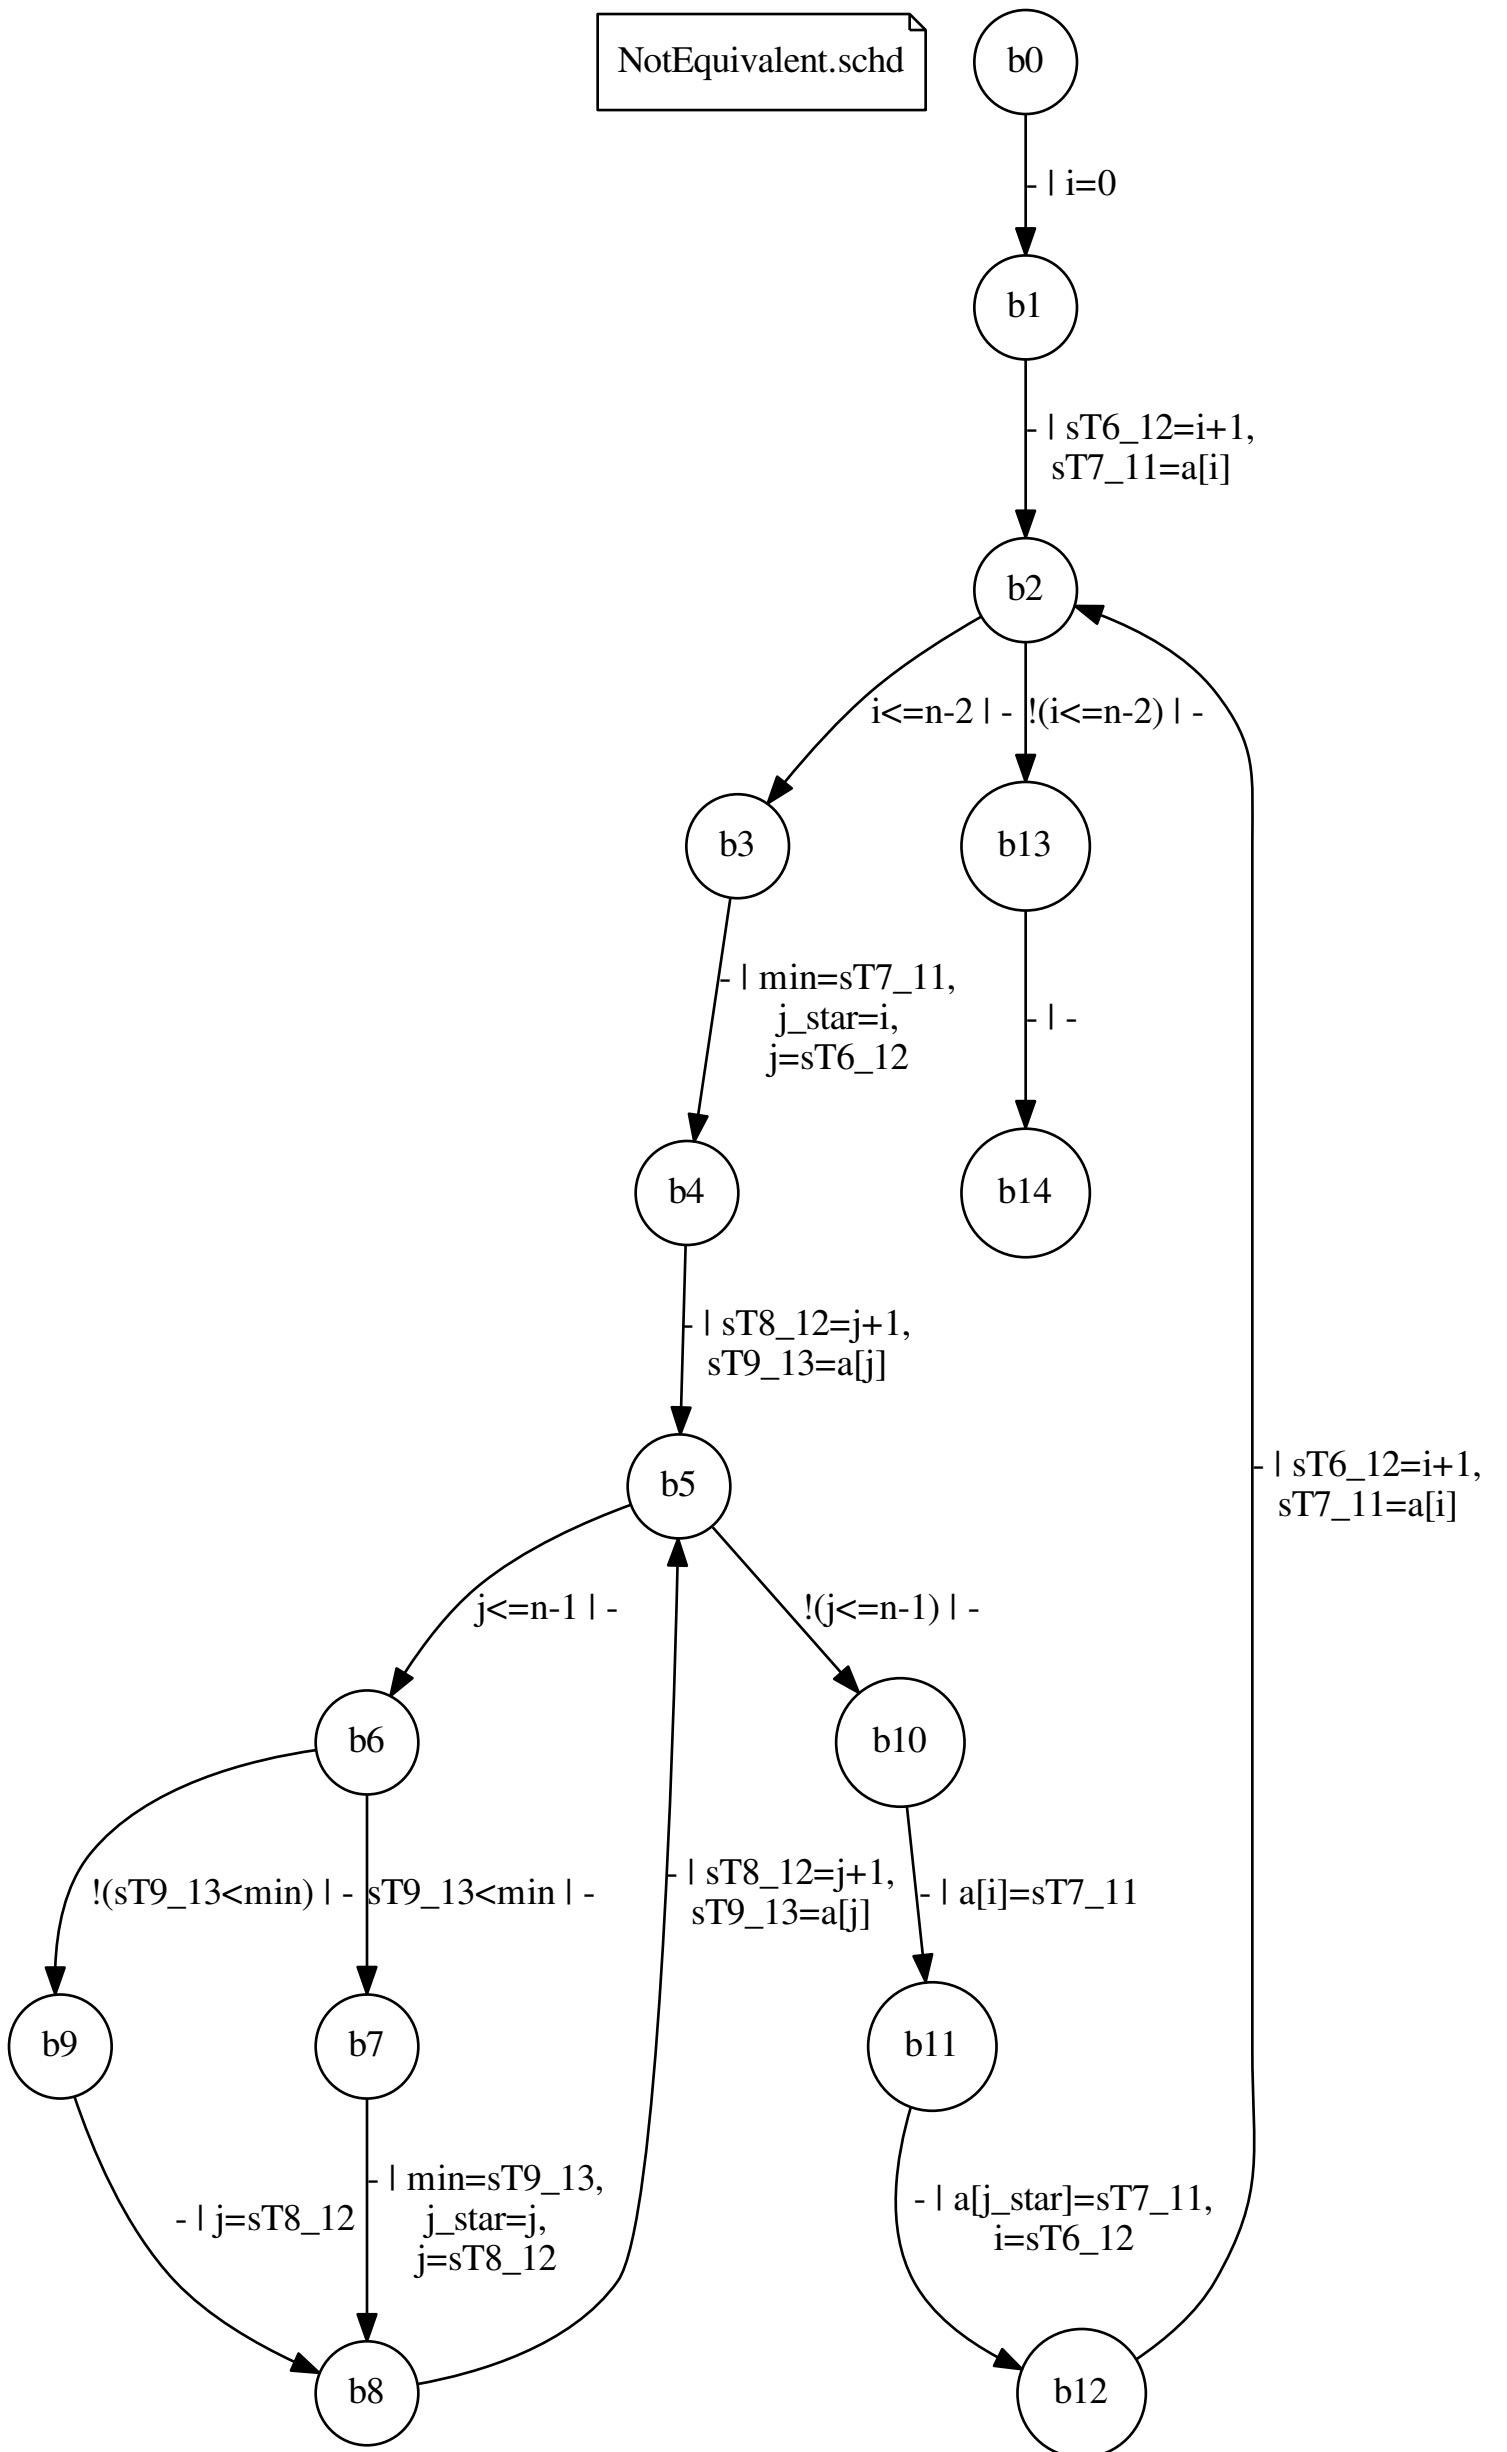 NotEquivalent.schd
b0
- | i=0
b1
- | sT6_12=i+1,
sT7_11=a[i]
b2
i<=n-2 | -
!(i<=n-2) | -
b3
b13
- | min=sT7_11,
j_star=i,
j=sT6_12
- | -
b4
b14
- | sT8_12=j+1,
sT9_13=a[j]
b5
- | sT6_12=i+1,
sT7_11=a[i]
j<=n-1 | -
!(j<=n-1) | -
b6
b10
!(sT9_13<min) | -
sT9_13<min | -
- | sT8_12=j+1,
sT9_13=a[j]
- | a[i]=sT7_11
b9
b7
b11
- | j=sT8_12
- | min=sT9_13,
j_star=j,
j=sT8_12
- | a[j_star]=sT7_11,
i=sT6_12
b8
b12